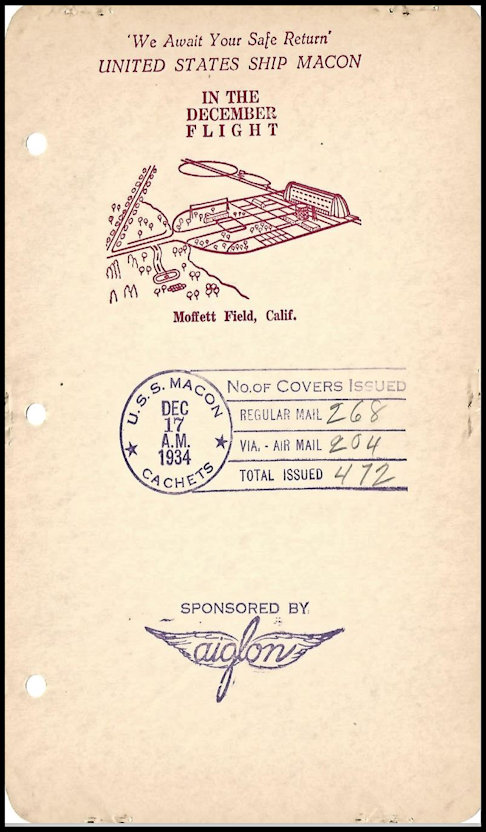 'We Await Your Safe Return'
UNITED STATES SHIP MACON
IN THE
DECEMBER
FLIGHT
Moffett Field, Calif.
U.S.S. MACON
DEC
17
A.M.
1934
CACHETS
No. OF COVERS ISSUED
REGULAR MAIL 268
VIA. - AIR MAIL 204
TOTAL ISSUED 472
SPONSORED BY
aiglon